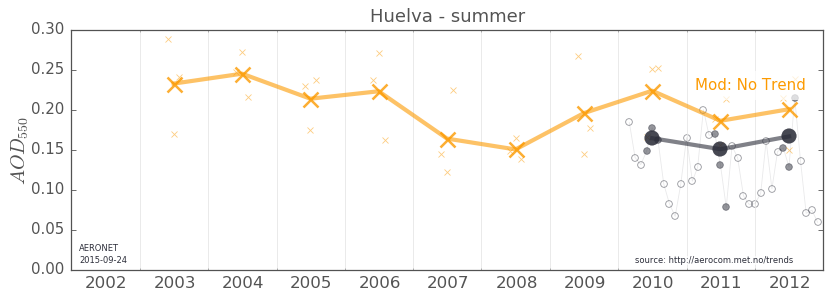 Huelva - summer
0.30
0.25
0.20
0.15
0.10
0.05
0.00
AOD550
Mod: No Trend
AERONET
2015-09-24
source: http://aerocom.met.no/trends
2002 2003 2004 2005 2006 2007 2008 2009 2010 2011 2012